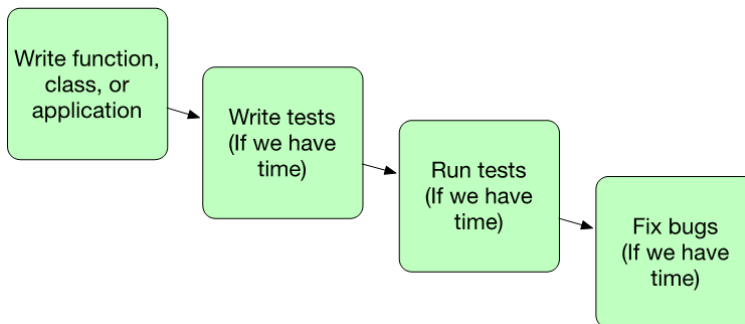 Write function,
class, or
application
Write tests
(If we have
time)
Run tests
(If we have
time)
Fix bugs
(If we have
time)